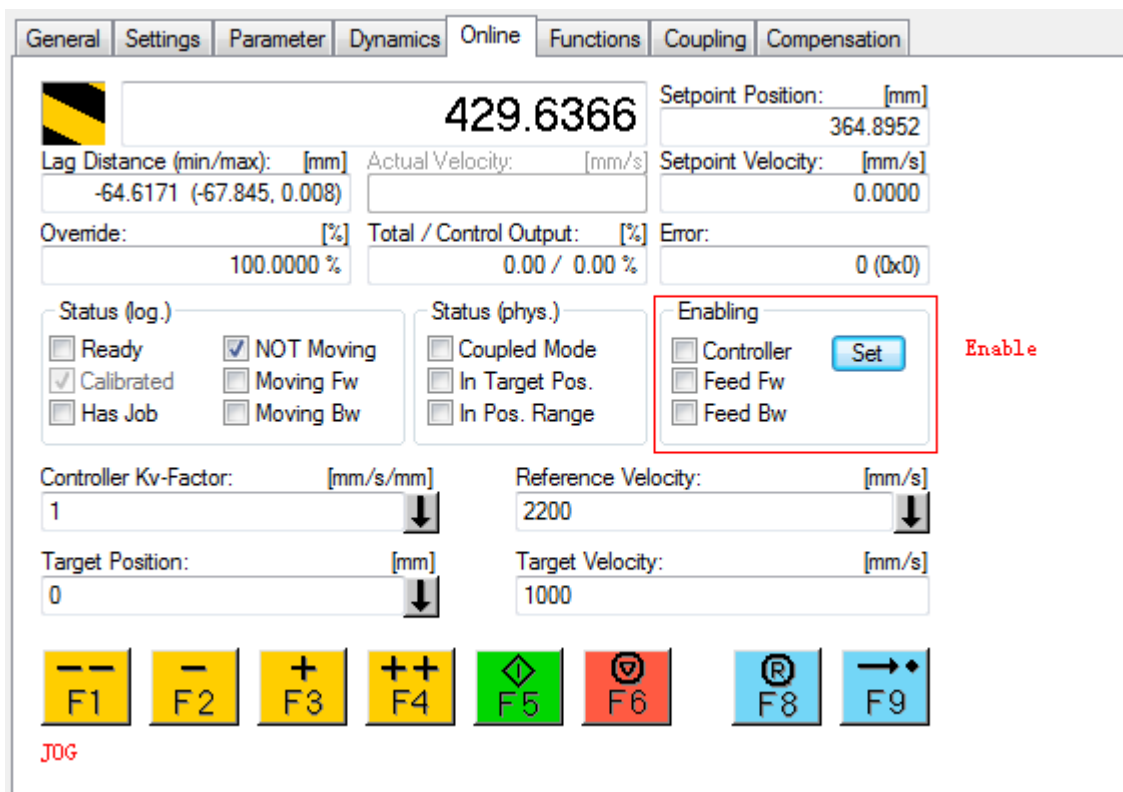 General Settings Parameter Dynamics Online Functions Coupling Compensation
429.6366
Setpoint Position: [mm]
364.8952
Lag Distance (min/max): [mm] Actual Velocity: [mm/s] Setpoint Velocity: [mm/s]
-64.6171 (-67.845, 0.008) 0.0000
Override: [%] Total / Control Output: [%] Error:
100.0000 % 0.00 / 0.00 % 0 (0x0)
Status (log.) Status (phys.) Enabling
Ready NOT Moving Coupled Mode Controller Set Enable
Calibrated Moving Fw In Target Pos. Feed Fw
Has Job Moving Bw In Pos. Range Feed Bw
Controller Kv-Factor: [mm/s/mm] Reference Velocity: [mm/s]
1 2200
Target Position: [mm] Target Velocity: [mm/s]
0 1000
−− − + ++ R
F1 F2 F3 F4 F5 F6 F8 F9
JOG